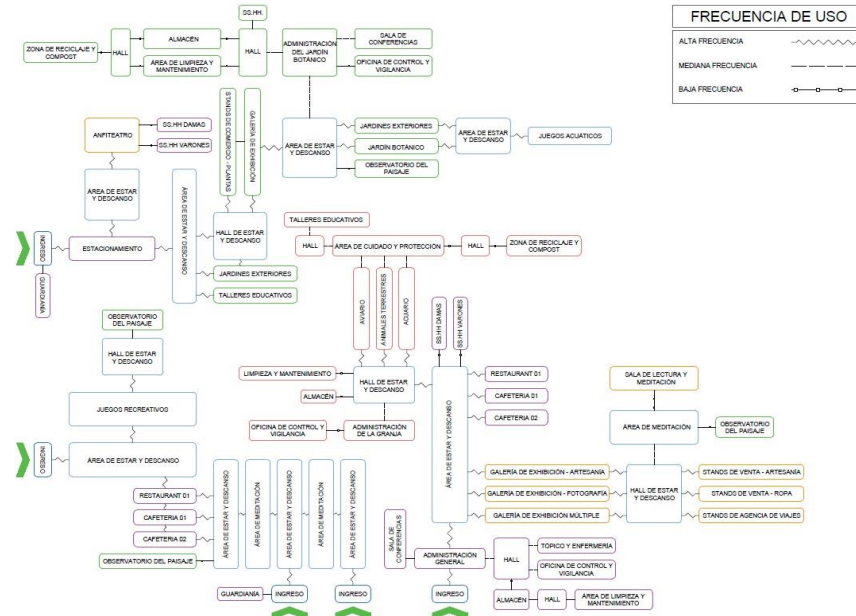 FRECUENCIA DE USO
ALTA FRECUENCIA
MEDIANA FRECUENCIA
BAJA FRECUENCIA
SS.HH.
ZONA DE RECICLAJE Y
COMPOST
HALL
ALMACÉN
ÁREA DE LIMPIEZA Y
MANTENIMIENTO
HALL
ADMINISTRACIÓN
DEL JARDÍN
BOTÁNICO
SALA DE
CONFERENCIAS
OFICINA DE CONTROL Y
VIGILANCIA
ANFITEATRO
SS.HH DAMAS
SS.HH VARONES
STANDS DE COMERCIO - PLANTAS
GALERÍA DE EXHIBICIÓN
ÁREA DE ESTAR
Y DESCANSO
JARDINES EXTERIORES
JARDÍN BOTÁNICO
OBSERVATORIO DEL
PAISAJE
ÁREA DE ESTAR
Y DESCANSO
JUEGOS ACUÁTICOS
ÁREA DE ESTAR
Y DESCANSO
INGRESO
GUARDIANÍA
ESTACIONAMIENTO
ÁREA DE ESTAR Y DESCANSO
HALL DE ESTAR
Y DESCANSO
JARDINES EXTERIORES
TALLERES EDUCATIVOS
TALLERES EDUCATIVOS
HALL
ÁREA DE CUIDADO Y PROTECCIÓN
HALL
ZONA DE RECICLAJE Y
COMPOST
AVIARIO
ANIMALES TERRESTRES
ACUARIO
LIMPIEZA Y MANTENIMIENTO
ALMACÉN
HALL DE ESTAR
Y DESCANSO
OFICINA DE CONTROL Y
VIGILANCIA
ADMINISTRACIÓN
DE LA GRANJA
SS.HH DAMAS
SS.HH VARONES
ÁREA DE ESTAR Y DESCANSO
RESTAURANT 01
CAFETERIA 01
CAFETERIA 02
SALA DE LECTURA Y
MEDITACIÓN
ÁREA DE MEDITACIÓN
OBSERVATORIO
DEL PAISAJE
GALERÍA DE EXHIBICIÓN - ARTESANÍA
GALERÍA DE EXHIBICIÓN - FOTOGRAFÍA
GALERÍA DE EXHIBICIÓN MÚLTIPLE
HALL DE ESTAR
Y DESCANSO
STANDS DE VENTA - ARTESANÍA
STANDS DE VENTA - ROPA
STANDS DE AGENCIA DE VIAJES
OBSERVATORIO
DEL PAISAJE
HALL DE ESTAR
Y DESCANSO
JUEGOS RECREATIVOS
INGRESO
ÁREA DE ESTAR Y DESCANSO
RESTAURANT 01
CAFETERIA 01
CAFETERIA 02
OBSERVATORIO DEL PAISAJE
ÁREA DE ESTAR Y DESCANSO
ÁREA DE MEDITACIÓN
ÁREA DE ESTAR Y DESCANSO
ÁREA DE MEDITACIÓN
ÁREA DE ESTAR Y DESCANSO
GUARDIANÍA
INGRESO
INGRESO
SALA DE
CONFERENCIAS
ADMINISTRACIÓN
GENERAL
INGRESO
HALL
TÓPICO Y ENFERMERÍA
OFICINA DE CONTROL Y
VIGILANCIA
ALMACÉN
HALL
ÁREA DE LIMPIEZA Y
MANTENIMIENTO